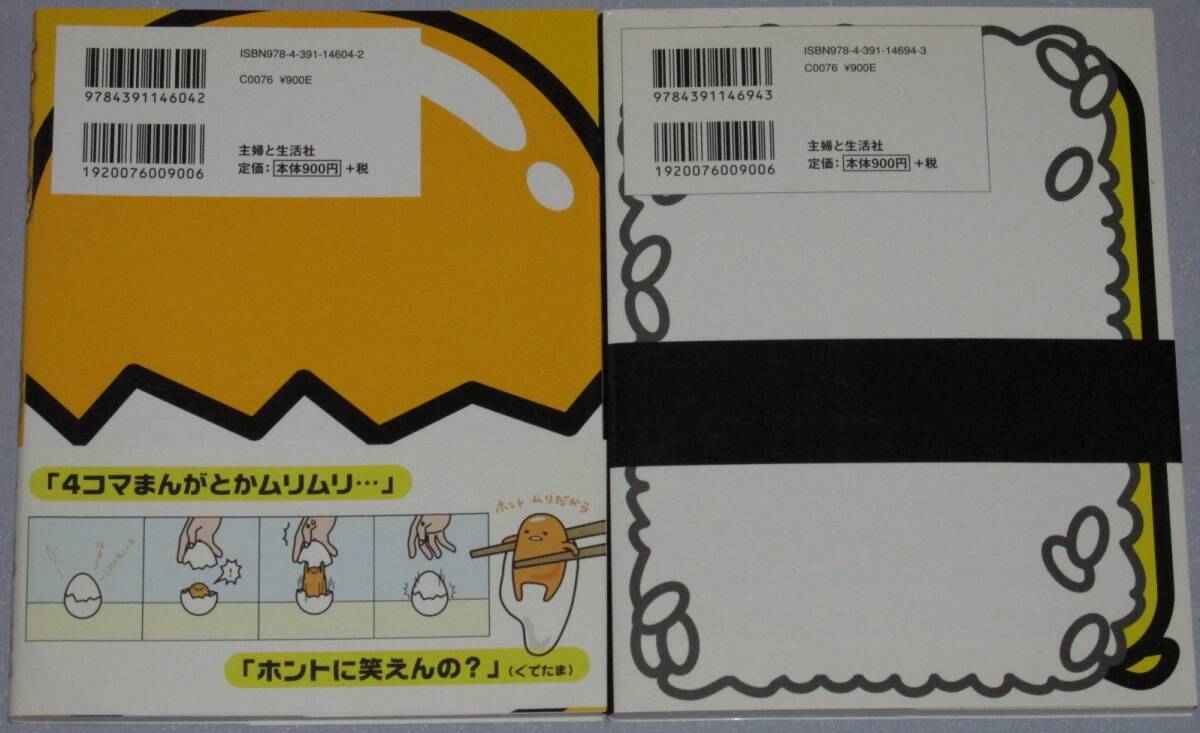 ISBN978-4-391-14604-2
C0076 ¥900E
9784391146042
主婦と生活社
定価：本体900円+税
1920076009006
「4コマまんがとかムリムリ…」
ホント ムリだから
!
「ホントに笑えんの？」(ぐでたま)
ISBN978-4-391-14694-3
C0076 ¥900E
9784391146943
主婦と生活社
定価：本体900円+税
1920076009006